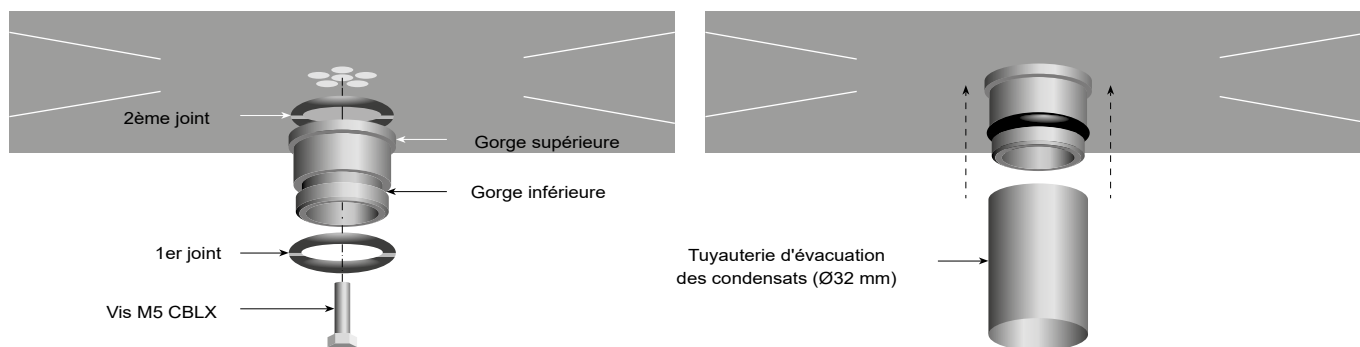 2ème joint
Gorge supérieure
Gorge inférieure
1er joint
Vis M5 CBLX
Tuyauterie d'évacuation
des condensats (Ø32 mm)